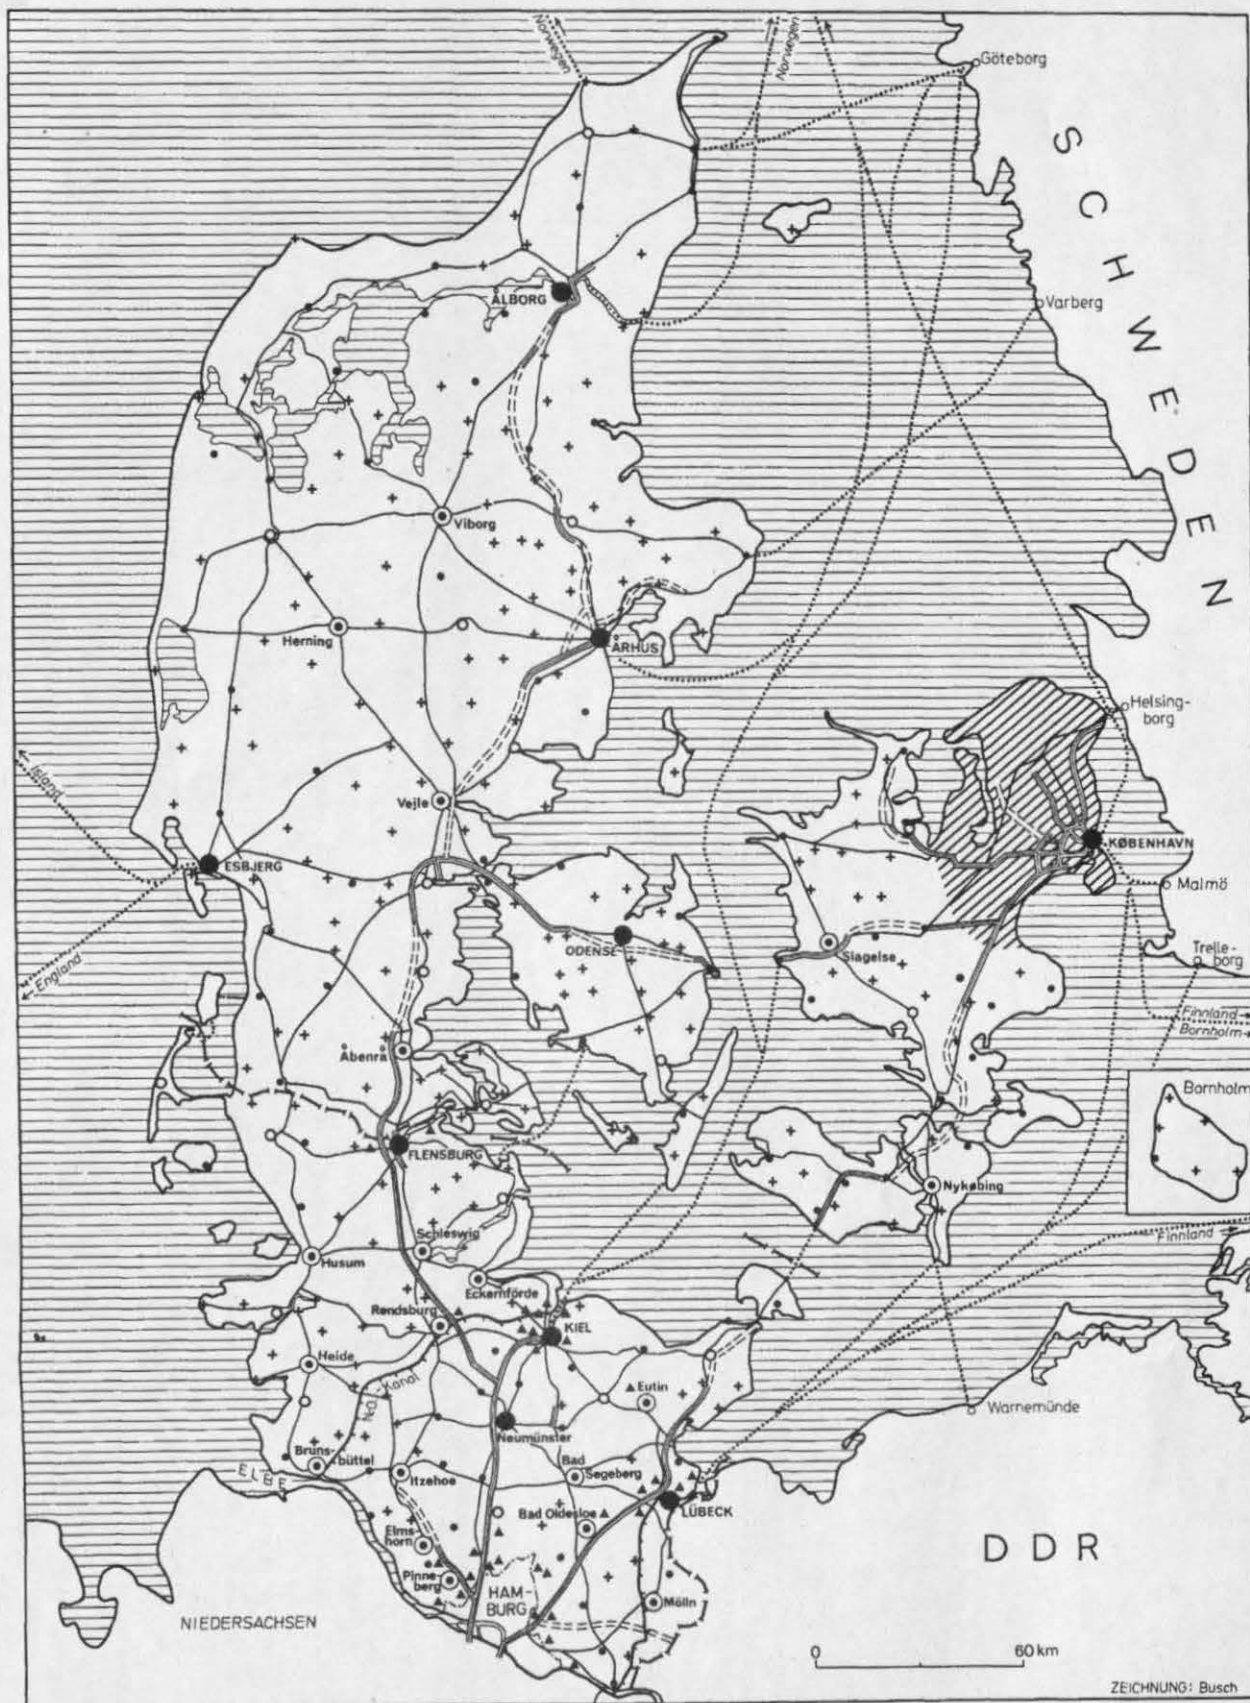 Norwegen
Norwegen
Göteborg
SCHWEDEN
ÅLBORG
Varberg
Viborg
Herning
ÅRHUS
Helsing-
borg
Island
Vejle
ESBJERG
KØBENHAVN
Malmö
England
ODENSE
Slagelse
Trelle-
borg
Finnland
Bornholm
Åbenrå
Bornholm
FLENSBURG
Nykøbing
Schleswig
Husum
Finnland
Eckernförde
Rendsburg
KIEL
Heide
N.O.-Kanal
Eutin
Warnemünde
Neumünster
Bruns-
büttel
Itzehoe
Bad
Segeberg
ELBE
Bad Oldesloe
LÜBECK
Elms-
horn
Pinne-
berg
HAM-
BURG
Mölln
DDR
NIEDERSACHSEN
0 60 km
ZEICHNUNG: Busch